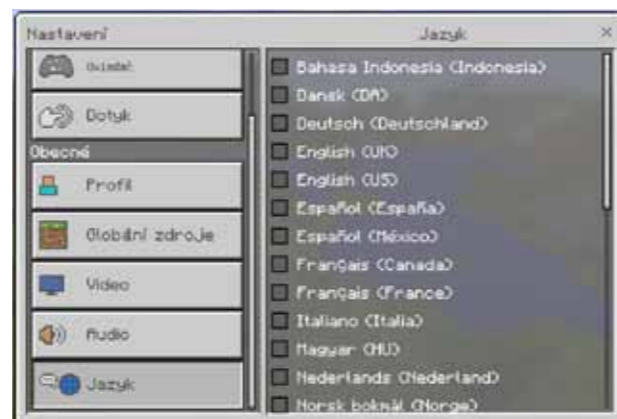 Nastavení
Jazyk
Ovladač
Dotyk
Obecné
Profil
Globální zdroje
Video
Audio
Jazyk
Bahasa Indonesia (Indonesia)
Dansk (DA)
Deutsch (Deutschland)
English (UK)
English (US)
Español (España)
Español (México)
Français (Canada)
Français (France)
Italiano (Italia)
Magyar (HU)
Nederlands (Nederland)
Norsk bokmål (Norge)